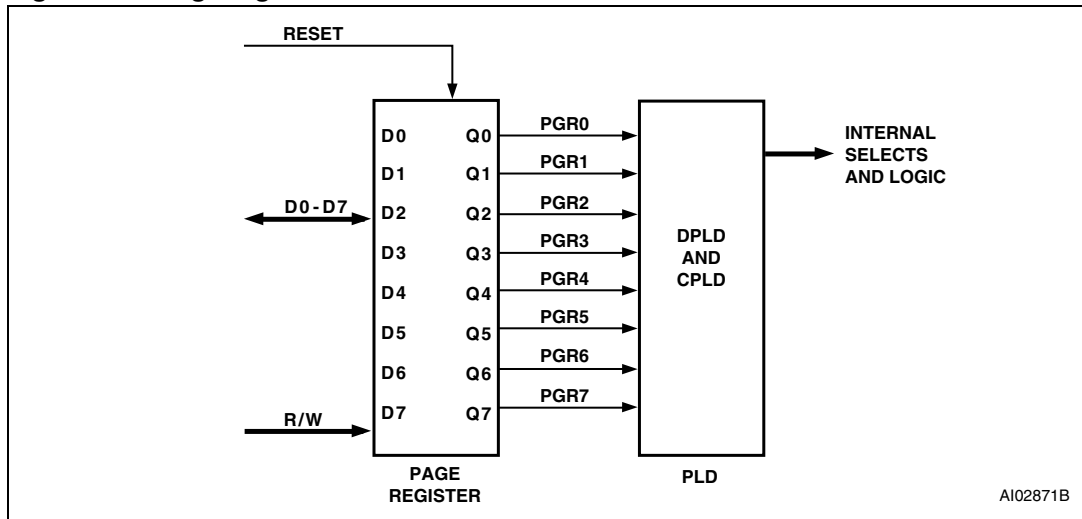 RESET
D0-D7
R/W
D0 Q0
D1 Q1
D2 Q2
D3 Q3
D4 Q4
D5 Q5
D6 Q6
D7 Q7
PAGE
REGISTER
PGR0
PGR1
PGR2
PGR3
PGR4
PGR5
PGR6
PGR7
DPLD
AND
CPLD
PLD
INTERNAL
SELECTS
AND LOGIC
AI02871B